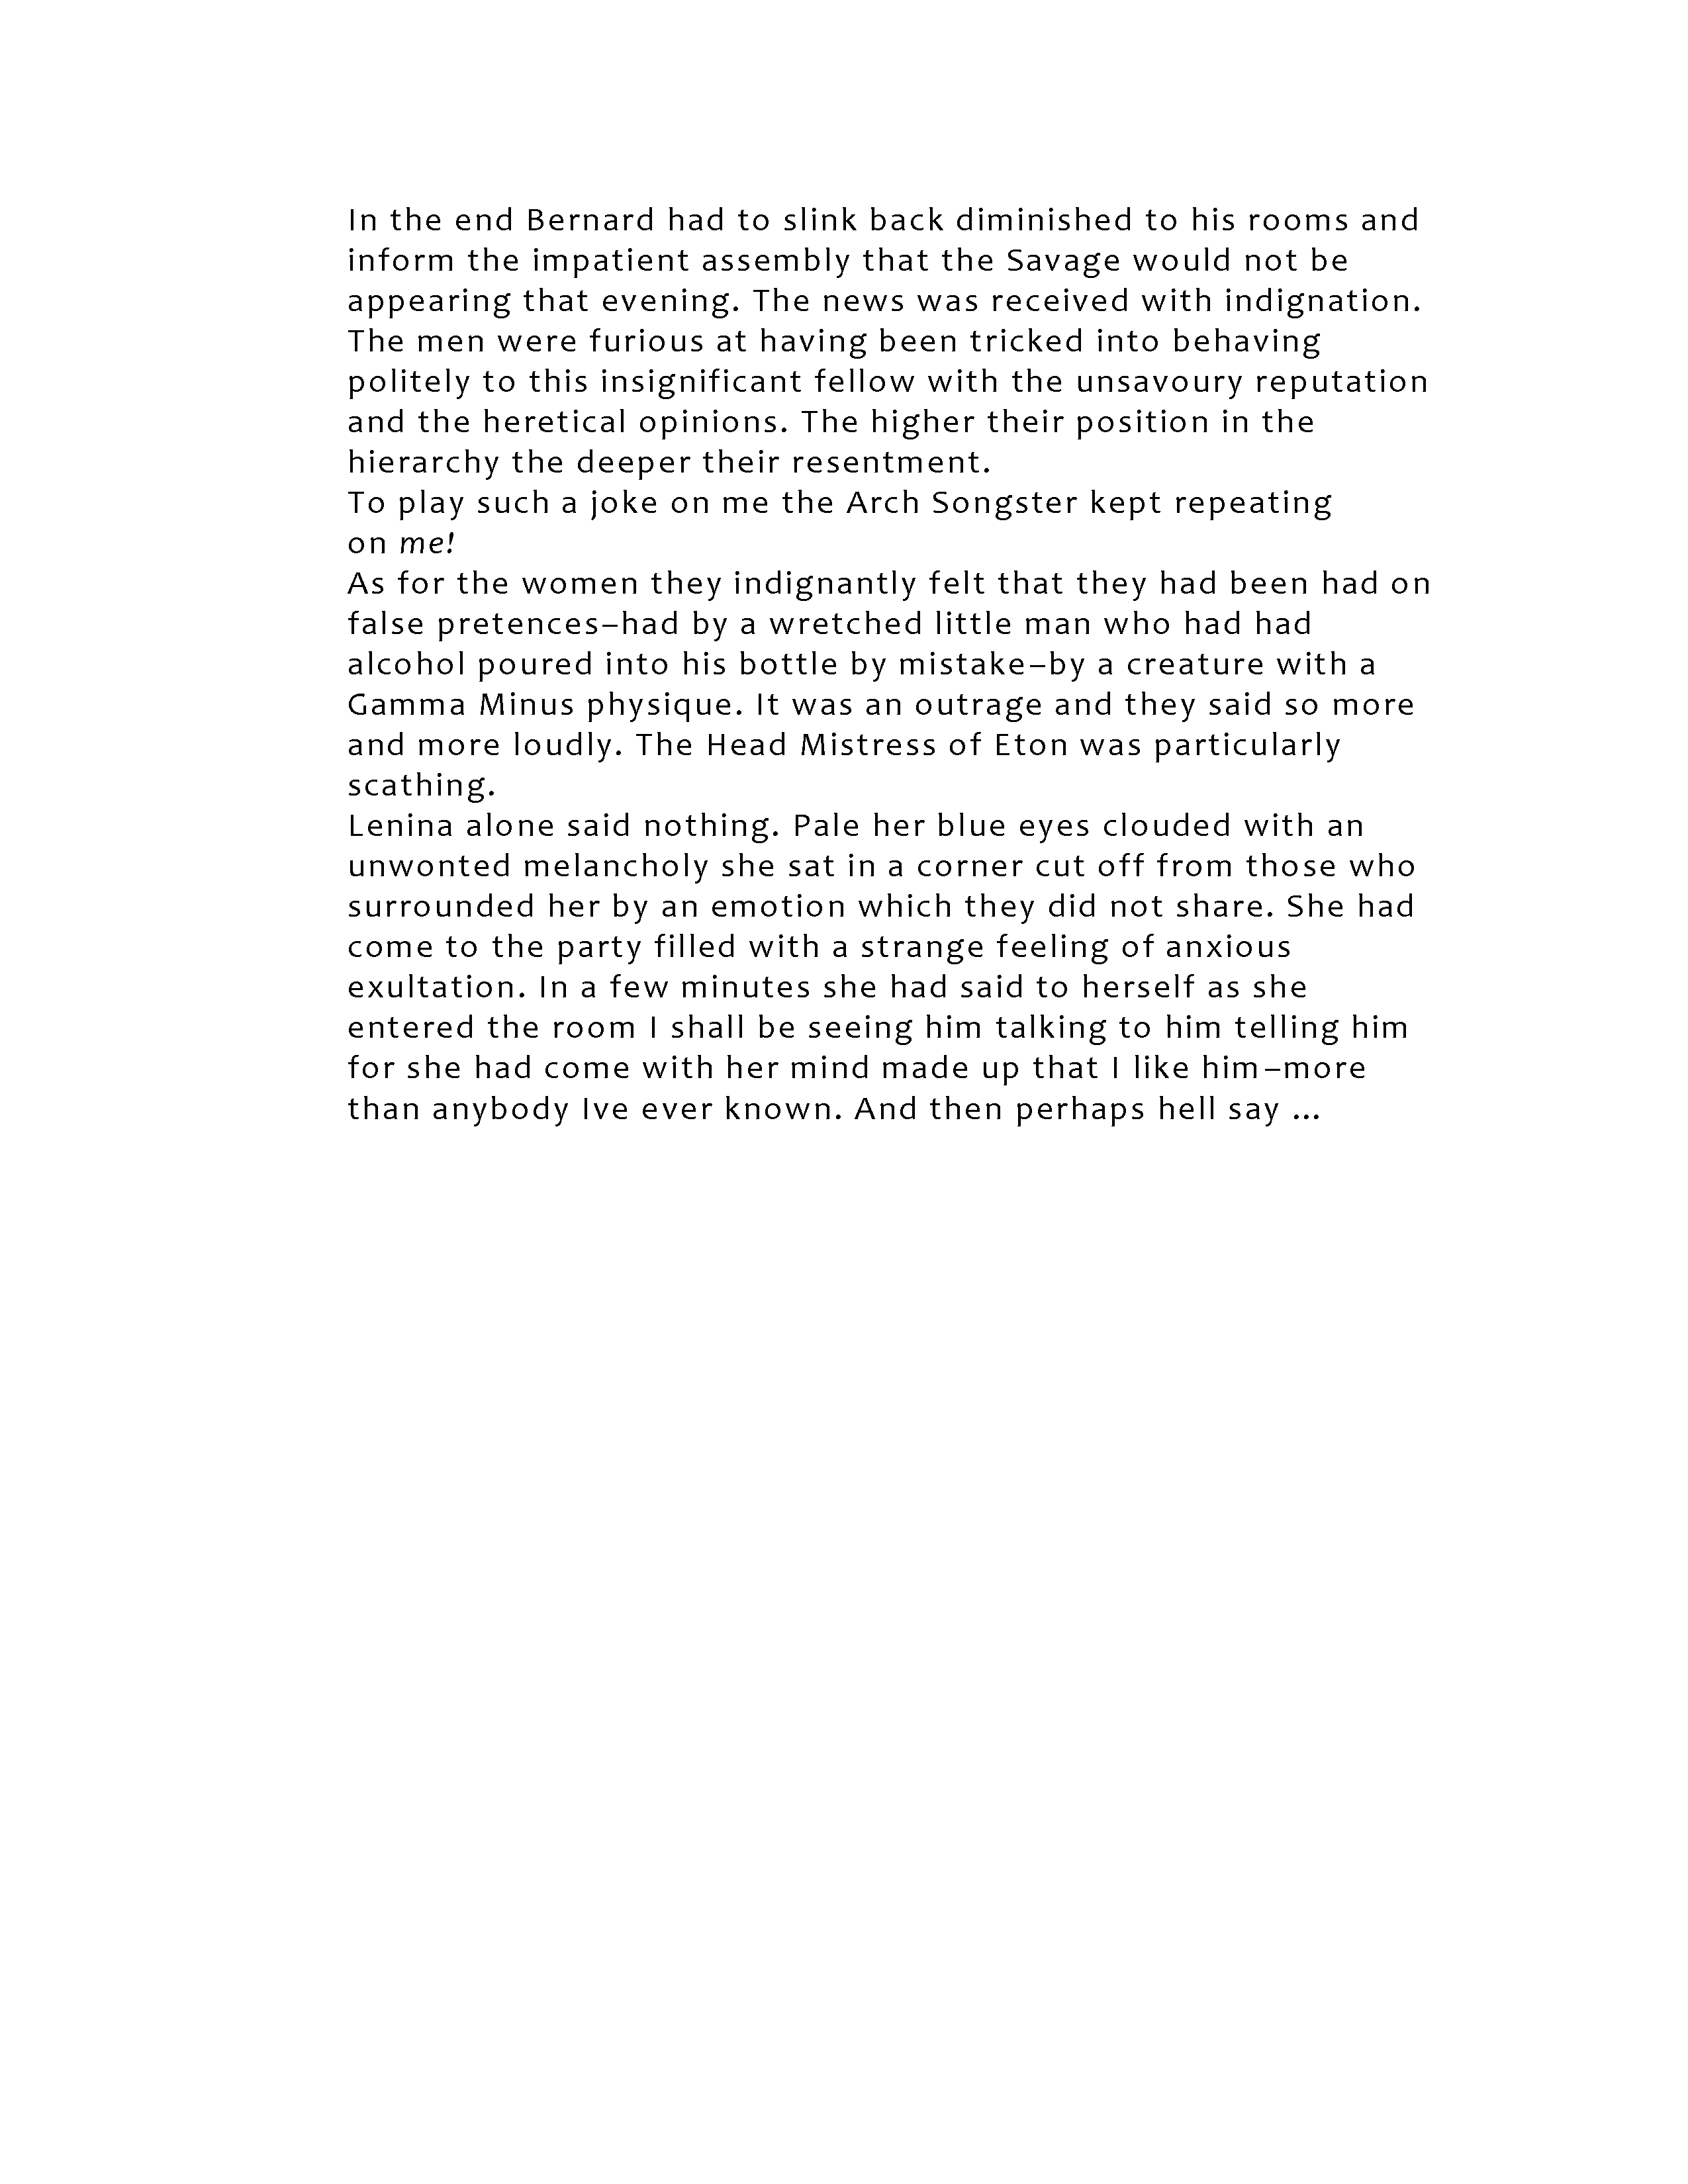 In the end Bernard had to slink back diminished to his rooms and
inform the impatient assembly that the Savage would not be
appearing that evening. The news was received with indignation.
The men were furious at having been tricked into behaving
politely to this insignificant fellow with the unsavoury reputation
and the heretical opinions. The higher their position in the
hierarchy the deeper their resentment.
To play such a joke on me the Arch Songster kept repeating
on me!
As for the women they indignantly felt that they had been had on
false pretences–had by a wretched little man who had had
alcohol poured into his bottle by mistake–by a creature with a
Gamma Minus physique. It was an outrage and they said so more
and more loudly. The Head Mistress of Eton was particularly
scathing.
Lenina alone said nothing. Pale her blue eyes clouded with an
unwonted melancholy she sat in a corner cut off from those who
surrounded her by an emotion which they did not share. She had
come to the party filled with a strange feeling of anxious
exultation. In a few minutes she had said to herself as she
entered the room I shall be seeing him talking to him telling him
for she had come with her mind made up that I like him–more
than anybody Ive ever known. And then perhaps hell say ...